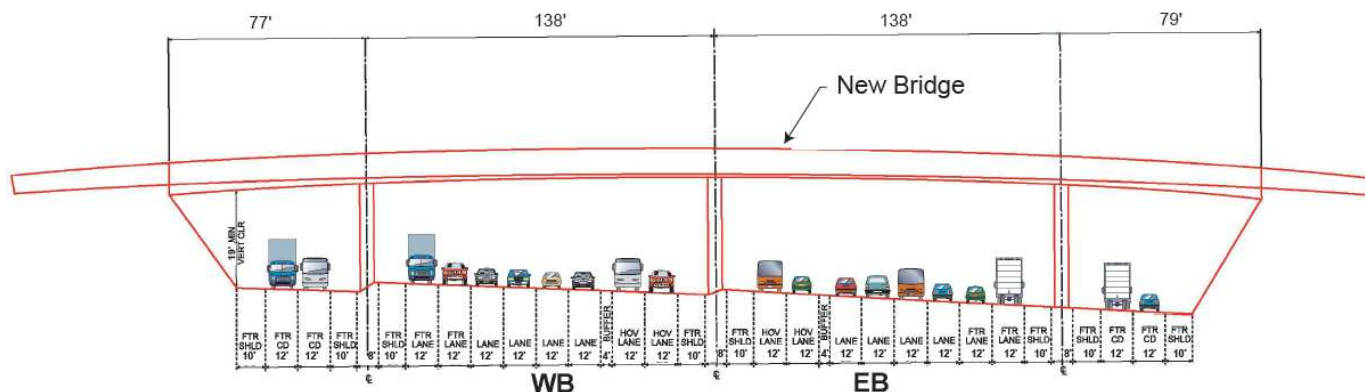 77'
138'
138'
79'
New Bridge
19' MIN
VERT CLR
FTR
SHLD
10'
FTR
CD
12'
FTR
CD
12'
FTR
SHLD
10'
8'
FTR
SHLD
10'
FTR
LANE
12'
FTR
LANE
12'
LANE
12'
LANE
12'
LANE
12'
LANE
12'
BUFFER
4'
HOV
LANE
12'
HOV
LANE
12'
FTR
SHLD
10'
8'
FTR
SHLD
10'
HOV
LANE
12'
HOV
LANE
12'
BUFFER
4'
LANE
12'
LANE
12'
LANE
12'
LANE
12'
FTR
LANE
12'
FTR
LANE
12'
FTR
SHLD
10'
8'
FTR
SHLD
10'
FTR
CD
12'
FTR
CD
12'
FTR
SHLD
10'
℄
WB
℄
EB
℄